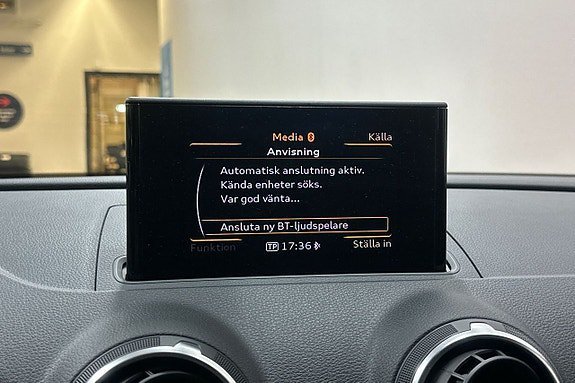 Media Källa
Anvisning
Automatisk anslutning aktiv.
Kända enheter söks.
Var god vänta...
Ansluta ny BT-ljudspelare
Funktion TP 17:36 Ställa in